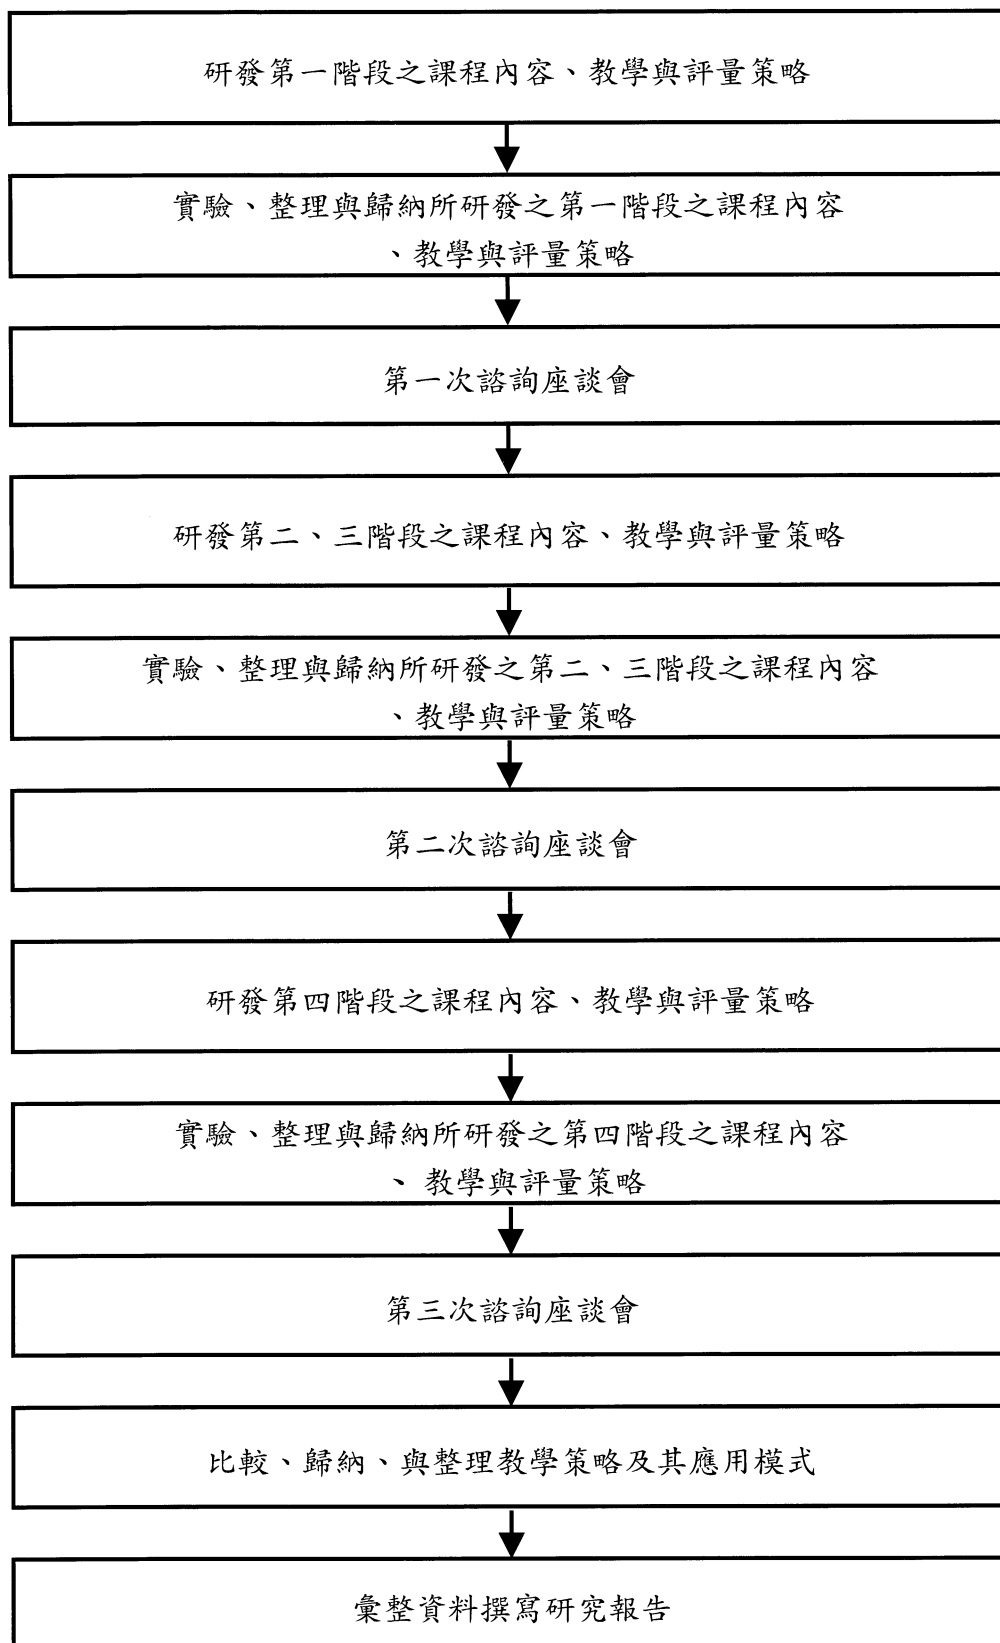 研發第一階段之課程內容、教學與評量策略
實驗、整理與歸納所研發之第一階段之課程內容
、教學與評量策略
第一次諮詢座談會
研發第二、三階段之課程內容、教學與評量策略
實驗、整理與歸納所研發之第二、三階段之課程內容
、教學與評量策略
第二次諮詢座談會
研發第四階段之課程內容、教學與評量策略
實驗、整理與歸納所研發之第四階段之課程內容
、教學與評量策略
第三次諮詢座談會
比較、歸納、與整理教學策略及其應用模式
彙整資料撰寫研究報告